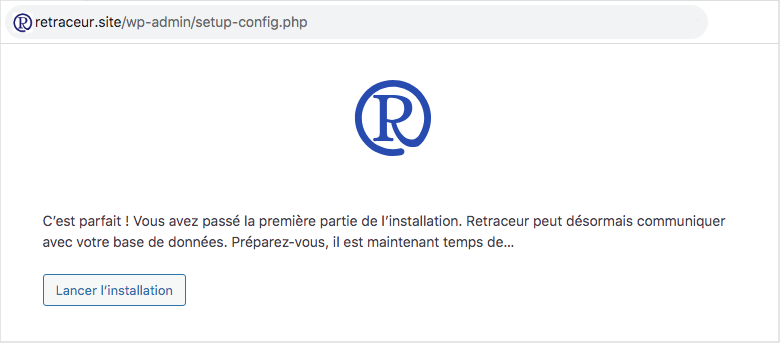 retraceur.site/wp-admin/setup-config.php
R
C’est parfait ! Vous avez passé la première partie de l’installation. Retraceur peut désormais communiquer
avec votre base de données. Préparez-vous, il est maintenant temps de…
Lancer l’installation